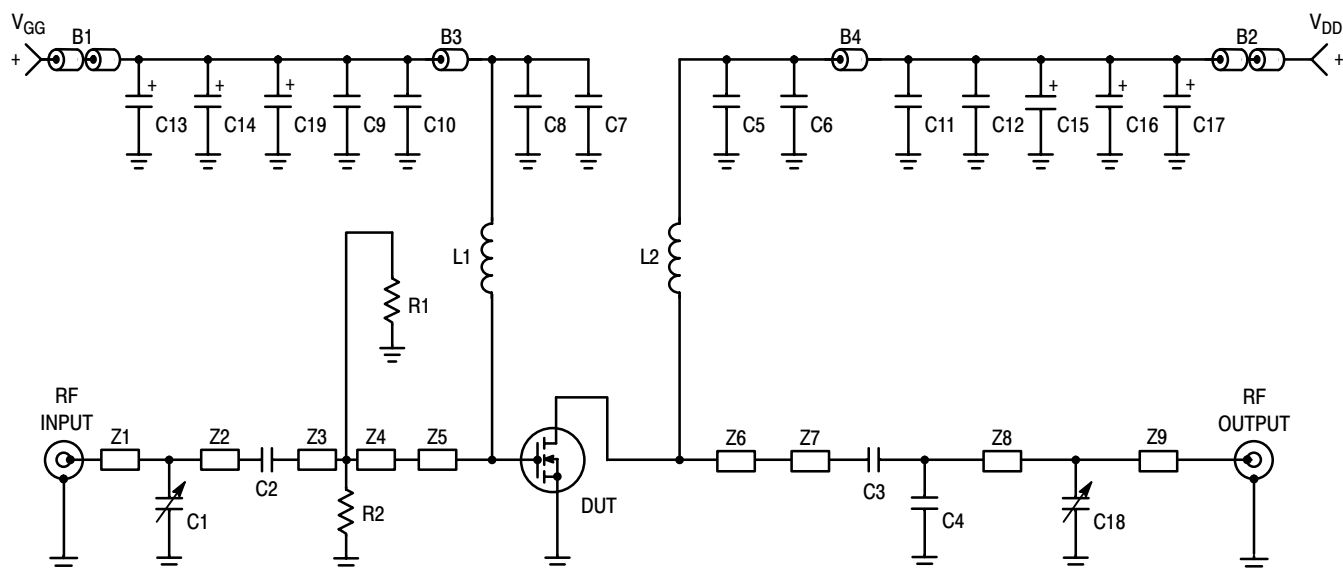 VGG
+
B1
B3
B4
B2
VDD
+
+
+
+
+
+
+
C13
C14
C19
C9
C10
C8
C7
C5
C6
C11
C12
C15
C16
C17
L1
L2
R1
RF
INPUT
RF
OUTPUT
Z1
Z2
Z3
Z4
Z5
Z6
Z7
Z8
Z9
C2
C3
C1
R2
DUT
C4
C18